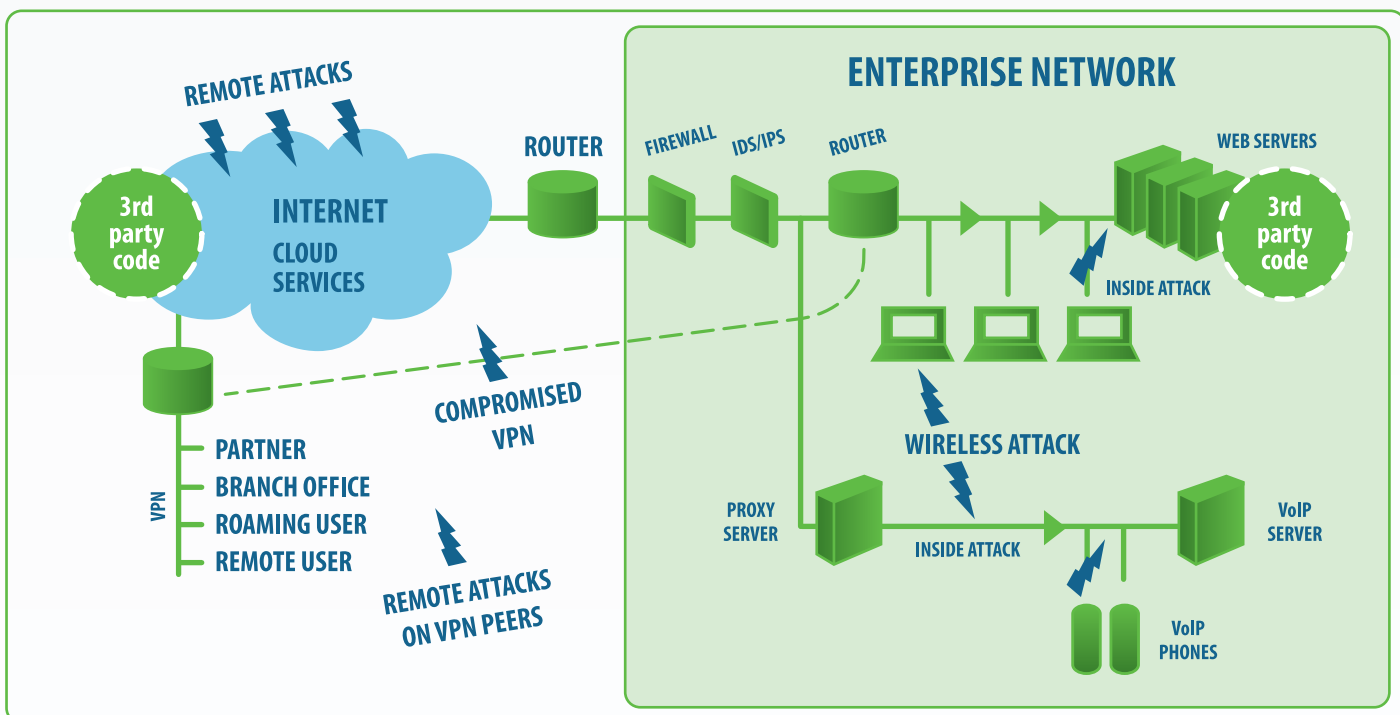 REMOTE ATTACKS
3rd
party
code
INTERNET
CLOUD
SERVICES
ROUTER
ENTERPRISE NETWORK
FIREWALL
IDS/IPS
ROUTER
WEB SERVERS
3rd
party
code
INSIDE ATTACK
COMPROMISED
VPN
VPN
PARTNER
BRANCH OFFICE
ROAMING USER
REMOTE USER
REMOTE ATTACKS
ON VPN PEERS
WIRELESS ATTACK
PROXY
SERVER
INSIDE ATTACK
VoIP
SERVER
VoIP
PHONES